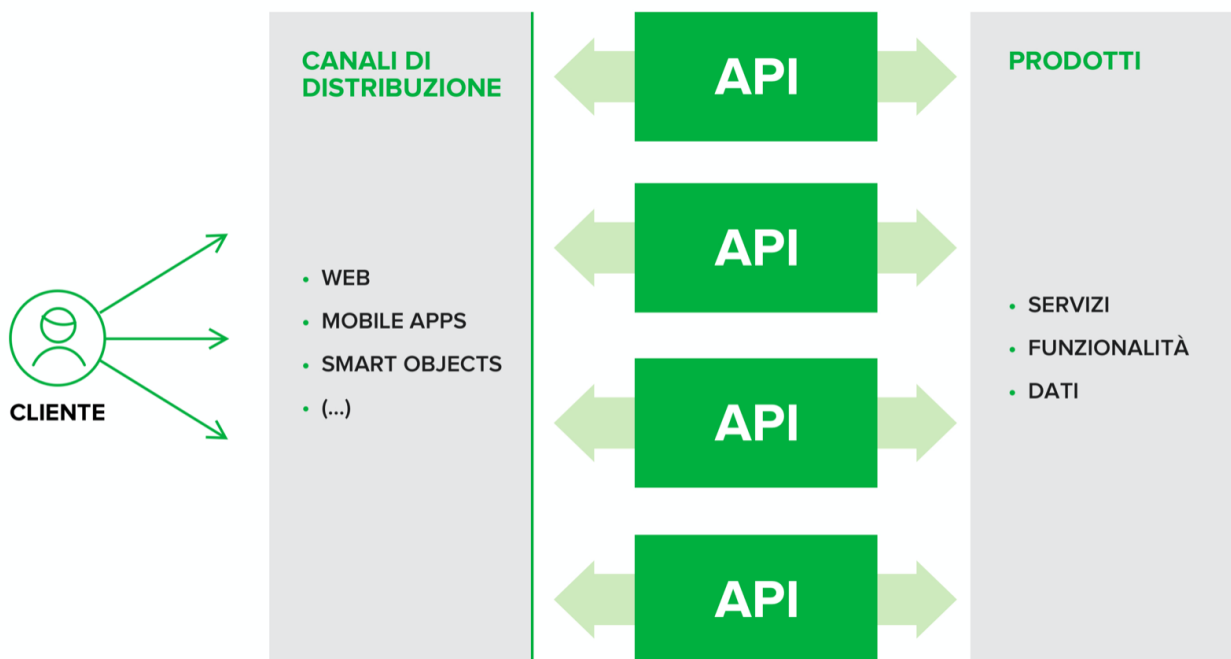 CLIENTE
CANALI DI
DISTRIBUZIONE
• WEB
• MOBILE APPS
• SMART OBJECTS
• (...)
API
API
API
API
PRODOTTI
• SERVIZI
• FUNZIONALITÀ
• DATI